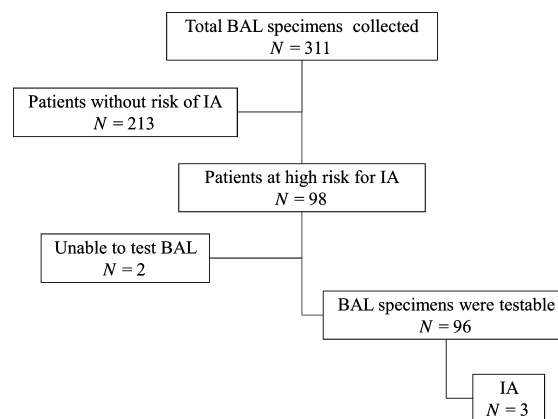 Total BAL specimens collected
N = 311
Patients without risk of IA
N = 213
Patients at high risk for IA
N = 98
Unable to test BAL
N = 2
BAL specimens were testable
N = 96
IA
N = 3